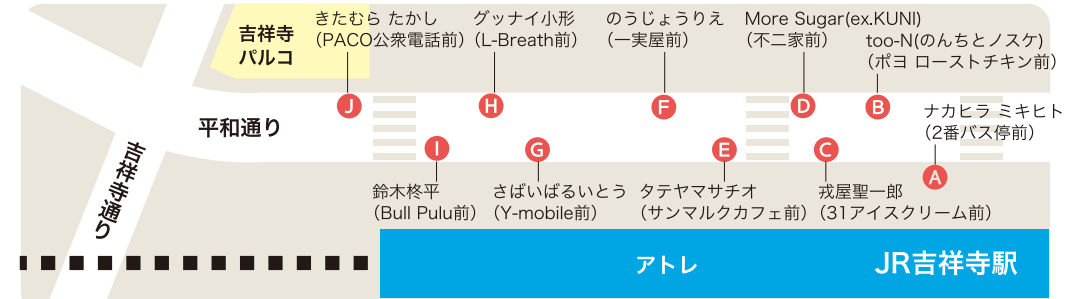 吉祥寺
パルコ
きたむら たかし
（PACO公衆電話前）
グッナイ小形
（L-Breath前）
のうじょうりえ
（一実屋前）
More Sugar(ex.KUNI)
（不二家前）
too-N(のんちとノスケ)
（ポヨ ローストチキン前）
ナカヒラ ミキヒト
（2番バス停前）
J
H
F
D
B
平和通り
I
G
E
C
A
吉祥寺通り
鈴木柊平
（Bull Pulu前）
さばいばるいとう
（Y-mobile前）
タテヤマサチオ
（サンマルクカフェ前）
戎屋聖一郎
（31アイスクリーム前）
アトレ
JR吉祥寺駅